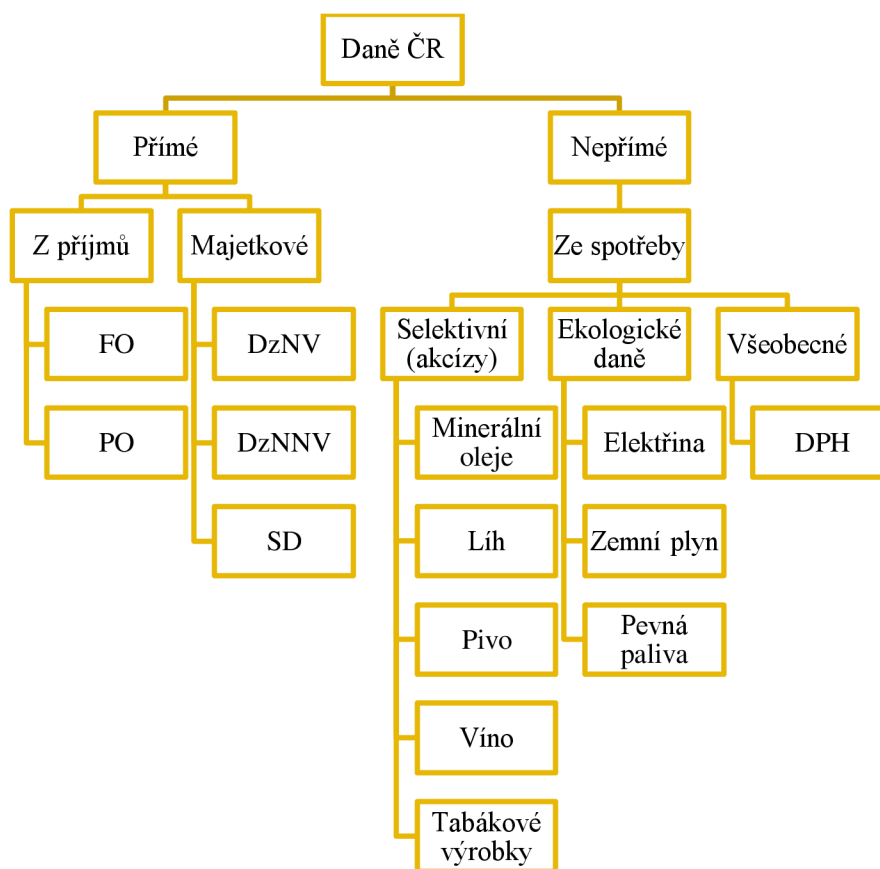 Daně ČR
Přímé
Nepřímé
Z příjmů
Majetkové
Ze spotřeby
FO
DzNV
Selektivní
(akcízy)
Ekologické
daně
Všeobecné
PO
DzNNV
Minerální
oleje
Elektřina
DPH
SD
Líh
Zemní plyn
Pivo
Pevná
paliva
Víno
Tabákové
výrobky